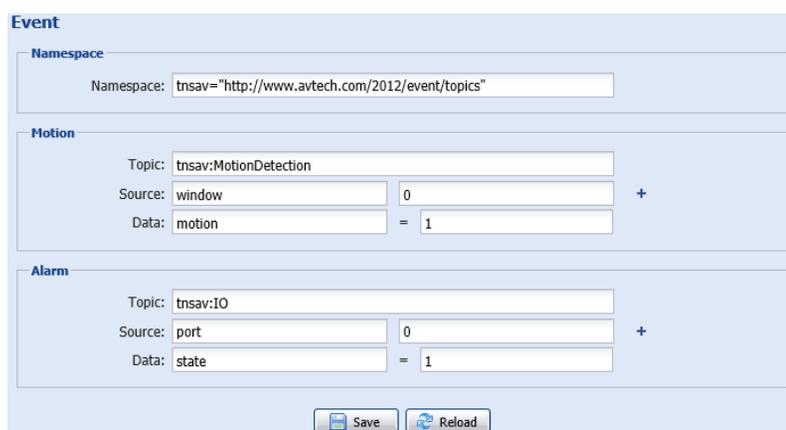 Event
Namespace
Namespace: tnsav="http://www.avtech.com/2012/event/topics"
Motion
Topic: tnsav:MotionDetection
Source: window 0 +
Data: motion = 1
Alarm
Topic: tnsav:IO
Source: port 0 +
Data: state = 1
Save Reload